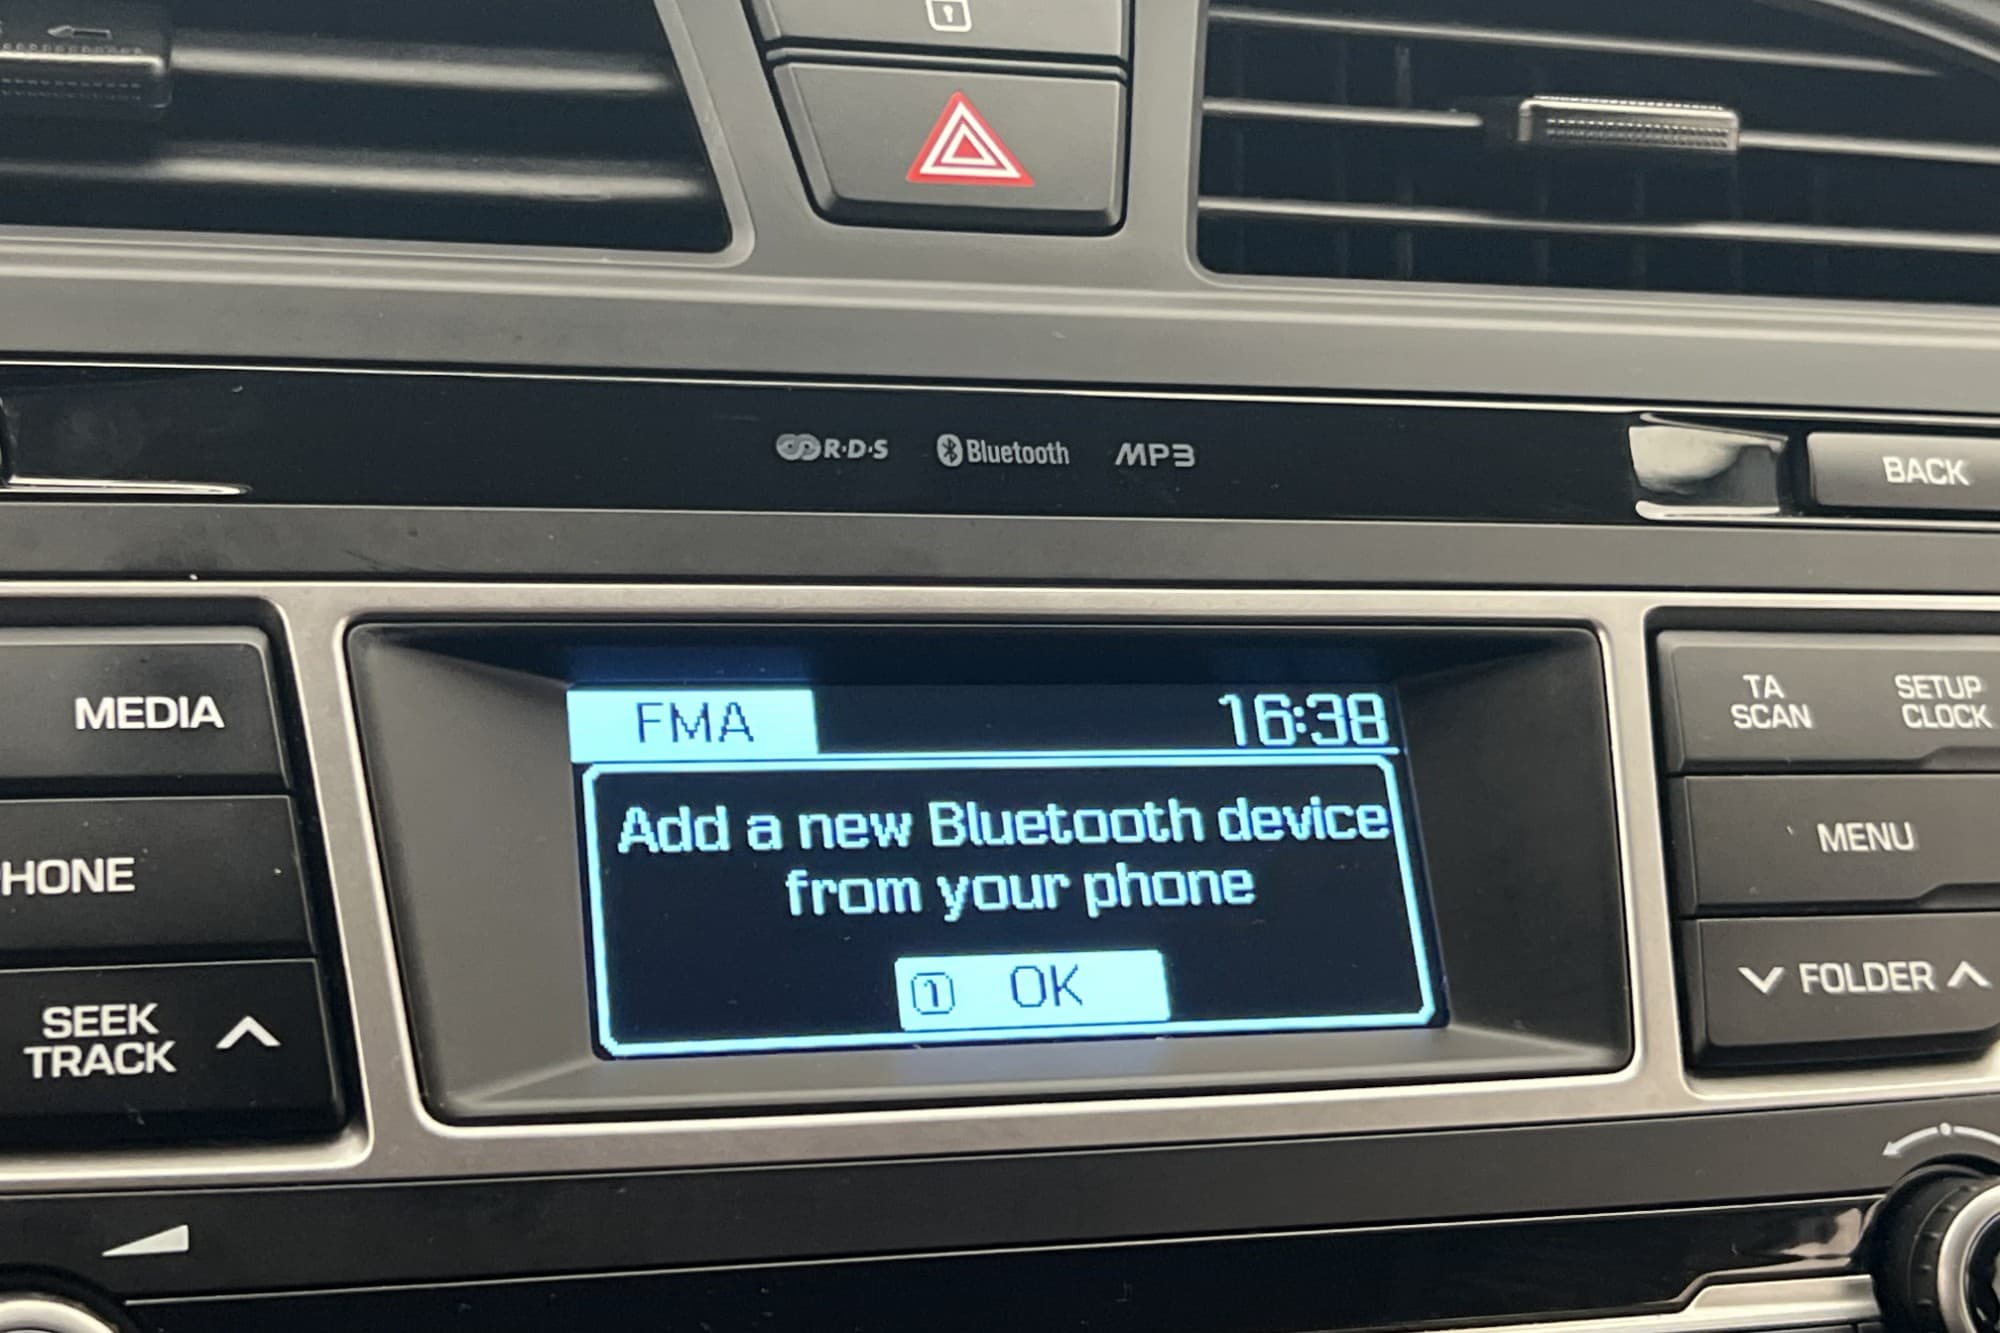 R·D·S Bluetooth MP3
BACK
MEDIA
HONE
SEEK
TRACK
FMA 16:38
Add a new Bluetooth device
from your phone
1 OK
TA
SCAN
SETUP
CLOCK
MENU
FOLDER